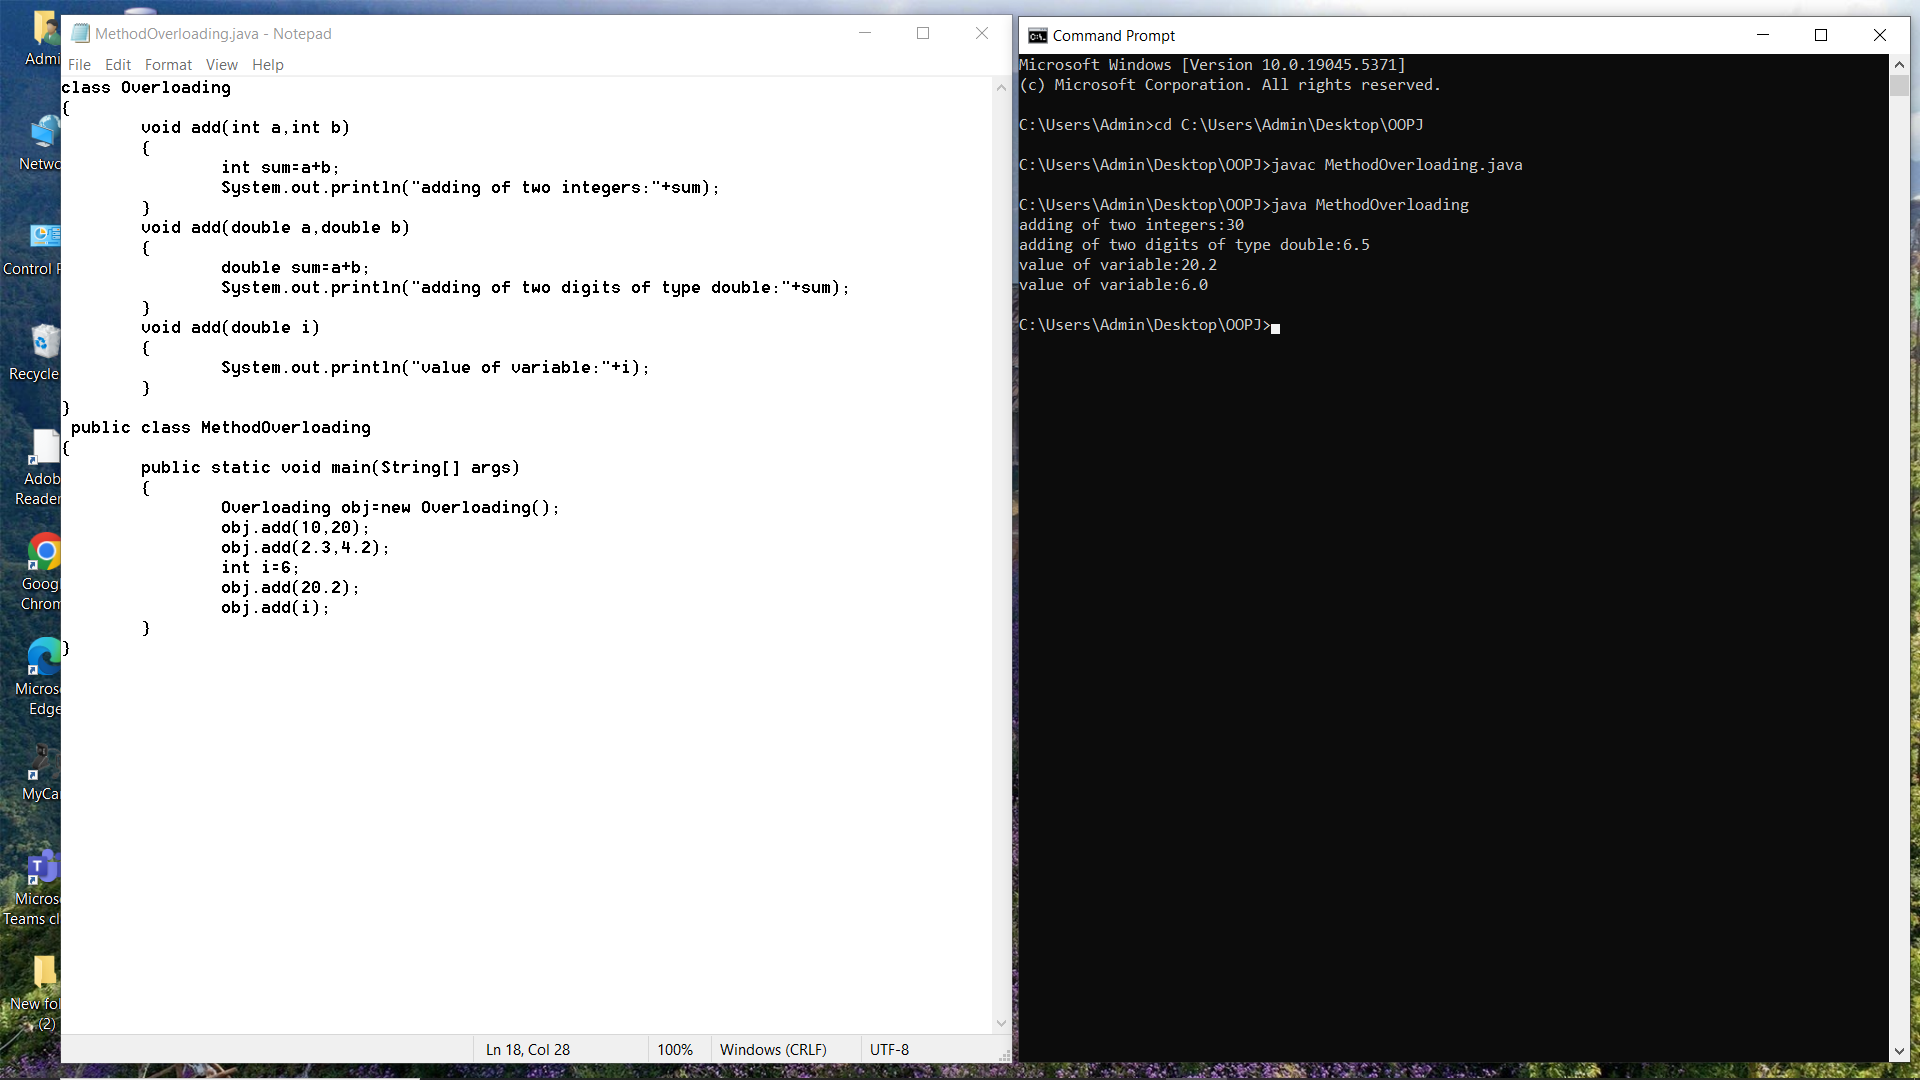 MethodOverloading.java - Notepad
File Edit Format View Help
class Overloading
{
void add(int a,int b)
{
int sum=a+b;
System.out.println("adding of two integers:"+sum);
}
void add(double a,double b)
{
double sum=a+b;
System.out.println("adding of two digits of type double:"+sum);
}
void add(double i)
{
System.out.println("value of variable:"+i);
}
}
public class MethodOverloading
{
public static void main(String[] args)
{
Overloading obj=new Overloading();
obj.add(10,20);
obj.add(2.3,4.2);
int i=6;
obj.add(20.2);
obj.add(i);
}
}
Ln 18, Col 28 100% Windows (CRLF) UTF-8
Command Prompt
Microsoft Windows [Version 10.0.19045.5371]
(c) Microsoft Corporation. All rights reserved.
C:\Users\Admin>cd C:\Users\Admin\Desktop\OOPJ
C:\Users\Admin\Desktop\OOPJ>javac MethodOverloading.java
C:\Users\Admin\Desktop\OOPJ>java MethodOverloading
adding of two integers:30
adding of two digits of type double:6.5
value of variable:20.2
value of variable:6.0
C:\Users\Admin\Desktop\OOPJ>
Admi
Netwo
Control P
Recycle
Adob
Reader
Goog
Chrom
Micros
Edge
MyCa
Micros
Teams cl
New fo
(2)